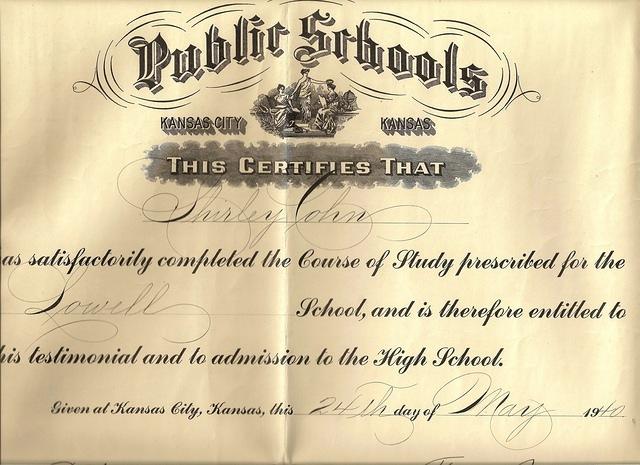 Public Schools
KANSAS CITY KANSAS
THIS CERTIFIES THAT
Shirley Cohn
as satisfactorily completed the Course of Study prescribed for the
Lowell School, and is therefore entitled to
his testimonial and to admission to the High School.
Given at Kansas City, Kansas, this 24th day of May 1940